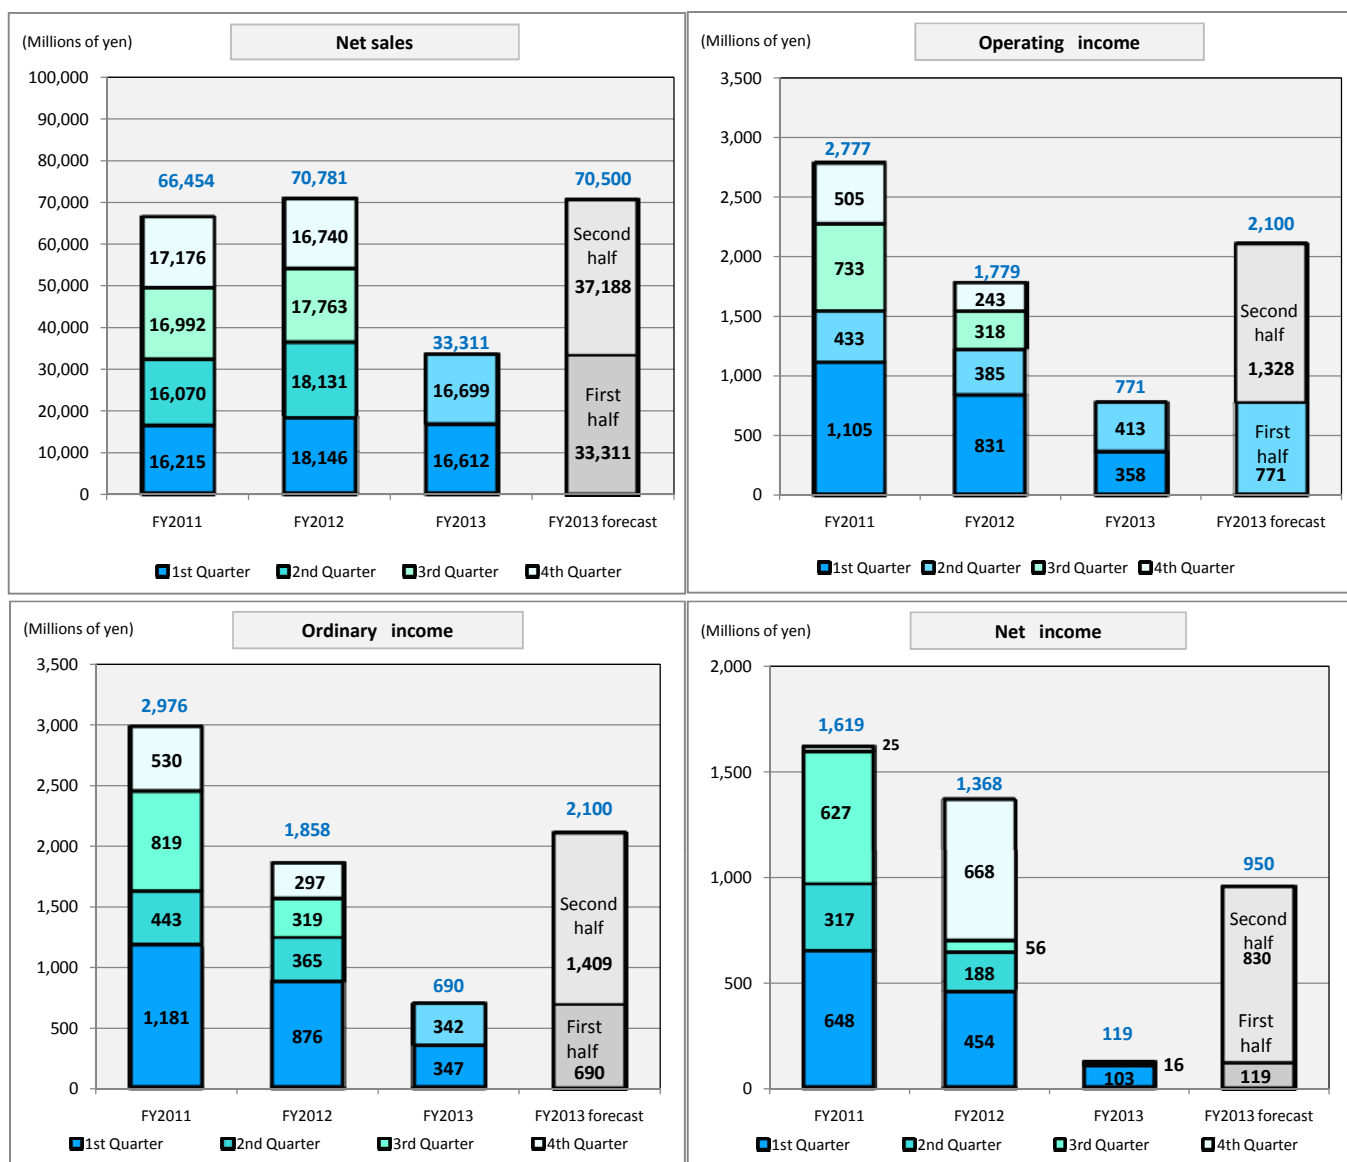 (Millions of yen)
Net sales
100,000
90,000
80,000
70,000
60,000
50,000
40,000
30,000
20,000
10,000
0
66,454
17,176
16,992
16,070
16,215
70,781
16,740
17,763
18,131
18,146
33,311
16,699
16,612
70,500
Second
half
37,188
First
half
33,311
FY2011
FY2012
FY2013
FY2013 forecast
1st Quarter
2nd Quarter
3rd Quarter
4th Quarter
(Millions of yen)
Operating income
3,500
3,000
2,500
2,000
1,500
1,000
500
0
2,777
505
733
433
1,105
1,779
243
318
385
831
771
413
358
2,100
Second
half
1,328
First
half
771
FY2011
FY2012
FY2013
FY2013 forecast
1st Quarter
2nd Quarter
3rd Quarter
4th Quarter
(Millions of yen)
Ordinary income
3,500
3,000
2,500
2,000
1,500
1,000
500
0
2,976
530
819
443
1,181
1,858
297
319
365
876
690
342
347
2,100
Second
half
1,409
First
half
690
FY2011
FY2012
FY2013
FY2013 forecast
1st Quarter
2nd Quarter
3rd Quarter
4th Quarter
(Millions of yen)
Net income
2,000
1,500
1,000
500
0
1,619
25
627
317
648
1,368
668
56
188
454
119
16
103
950
Second
half
830
First
half
119
FY2011
FY2012
FY2013
FY2013 forecast
1st Quarter
2nd Quarter
3rd Quarter
4th Quarter